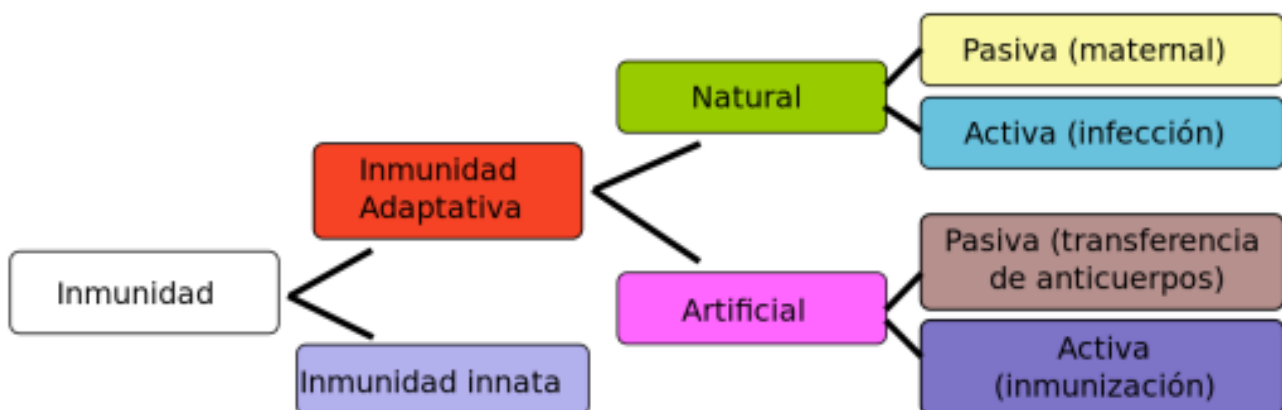 Pasiva (maternal)
Natural
Activa (infección)
Inmunidad
Adaptativa
Pasiva (transferencia
de anticuerpos)
Inmunidad
Artificial
Activa
(inmunización)
Inmunidad innata